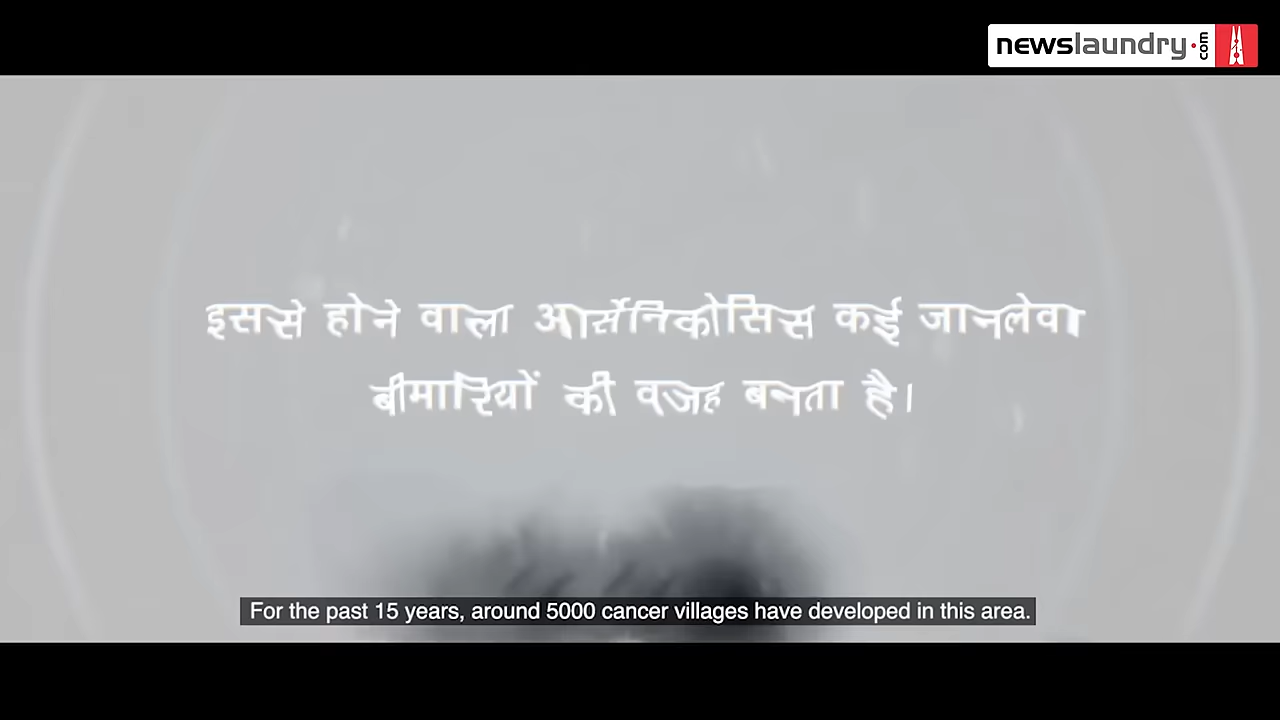 newslaundry.com
इससे होने वाला आर्सेनिकोसिस कई जानलेवा
बीमारियों की वजह बनता है।
For the past 15 years, around 5000 cancer villages have developed in this area.